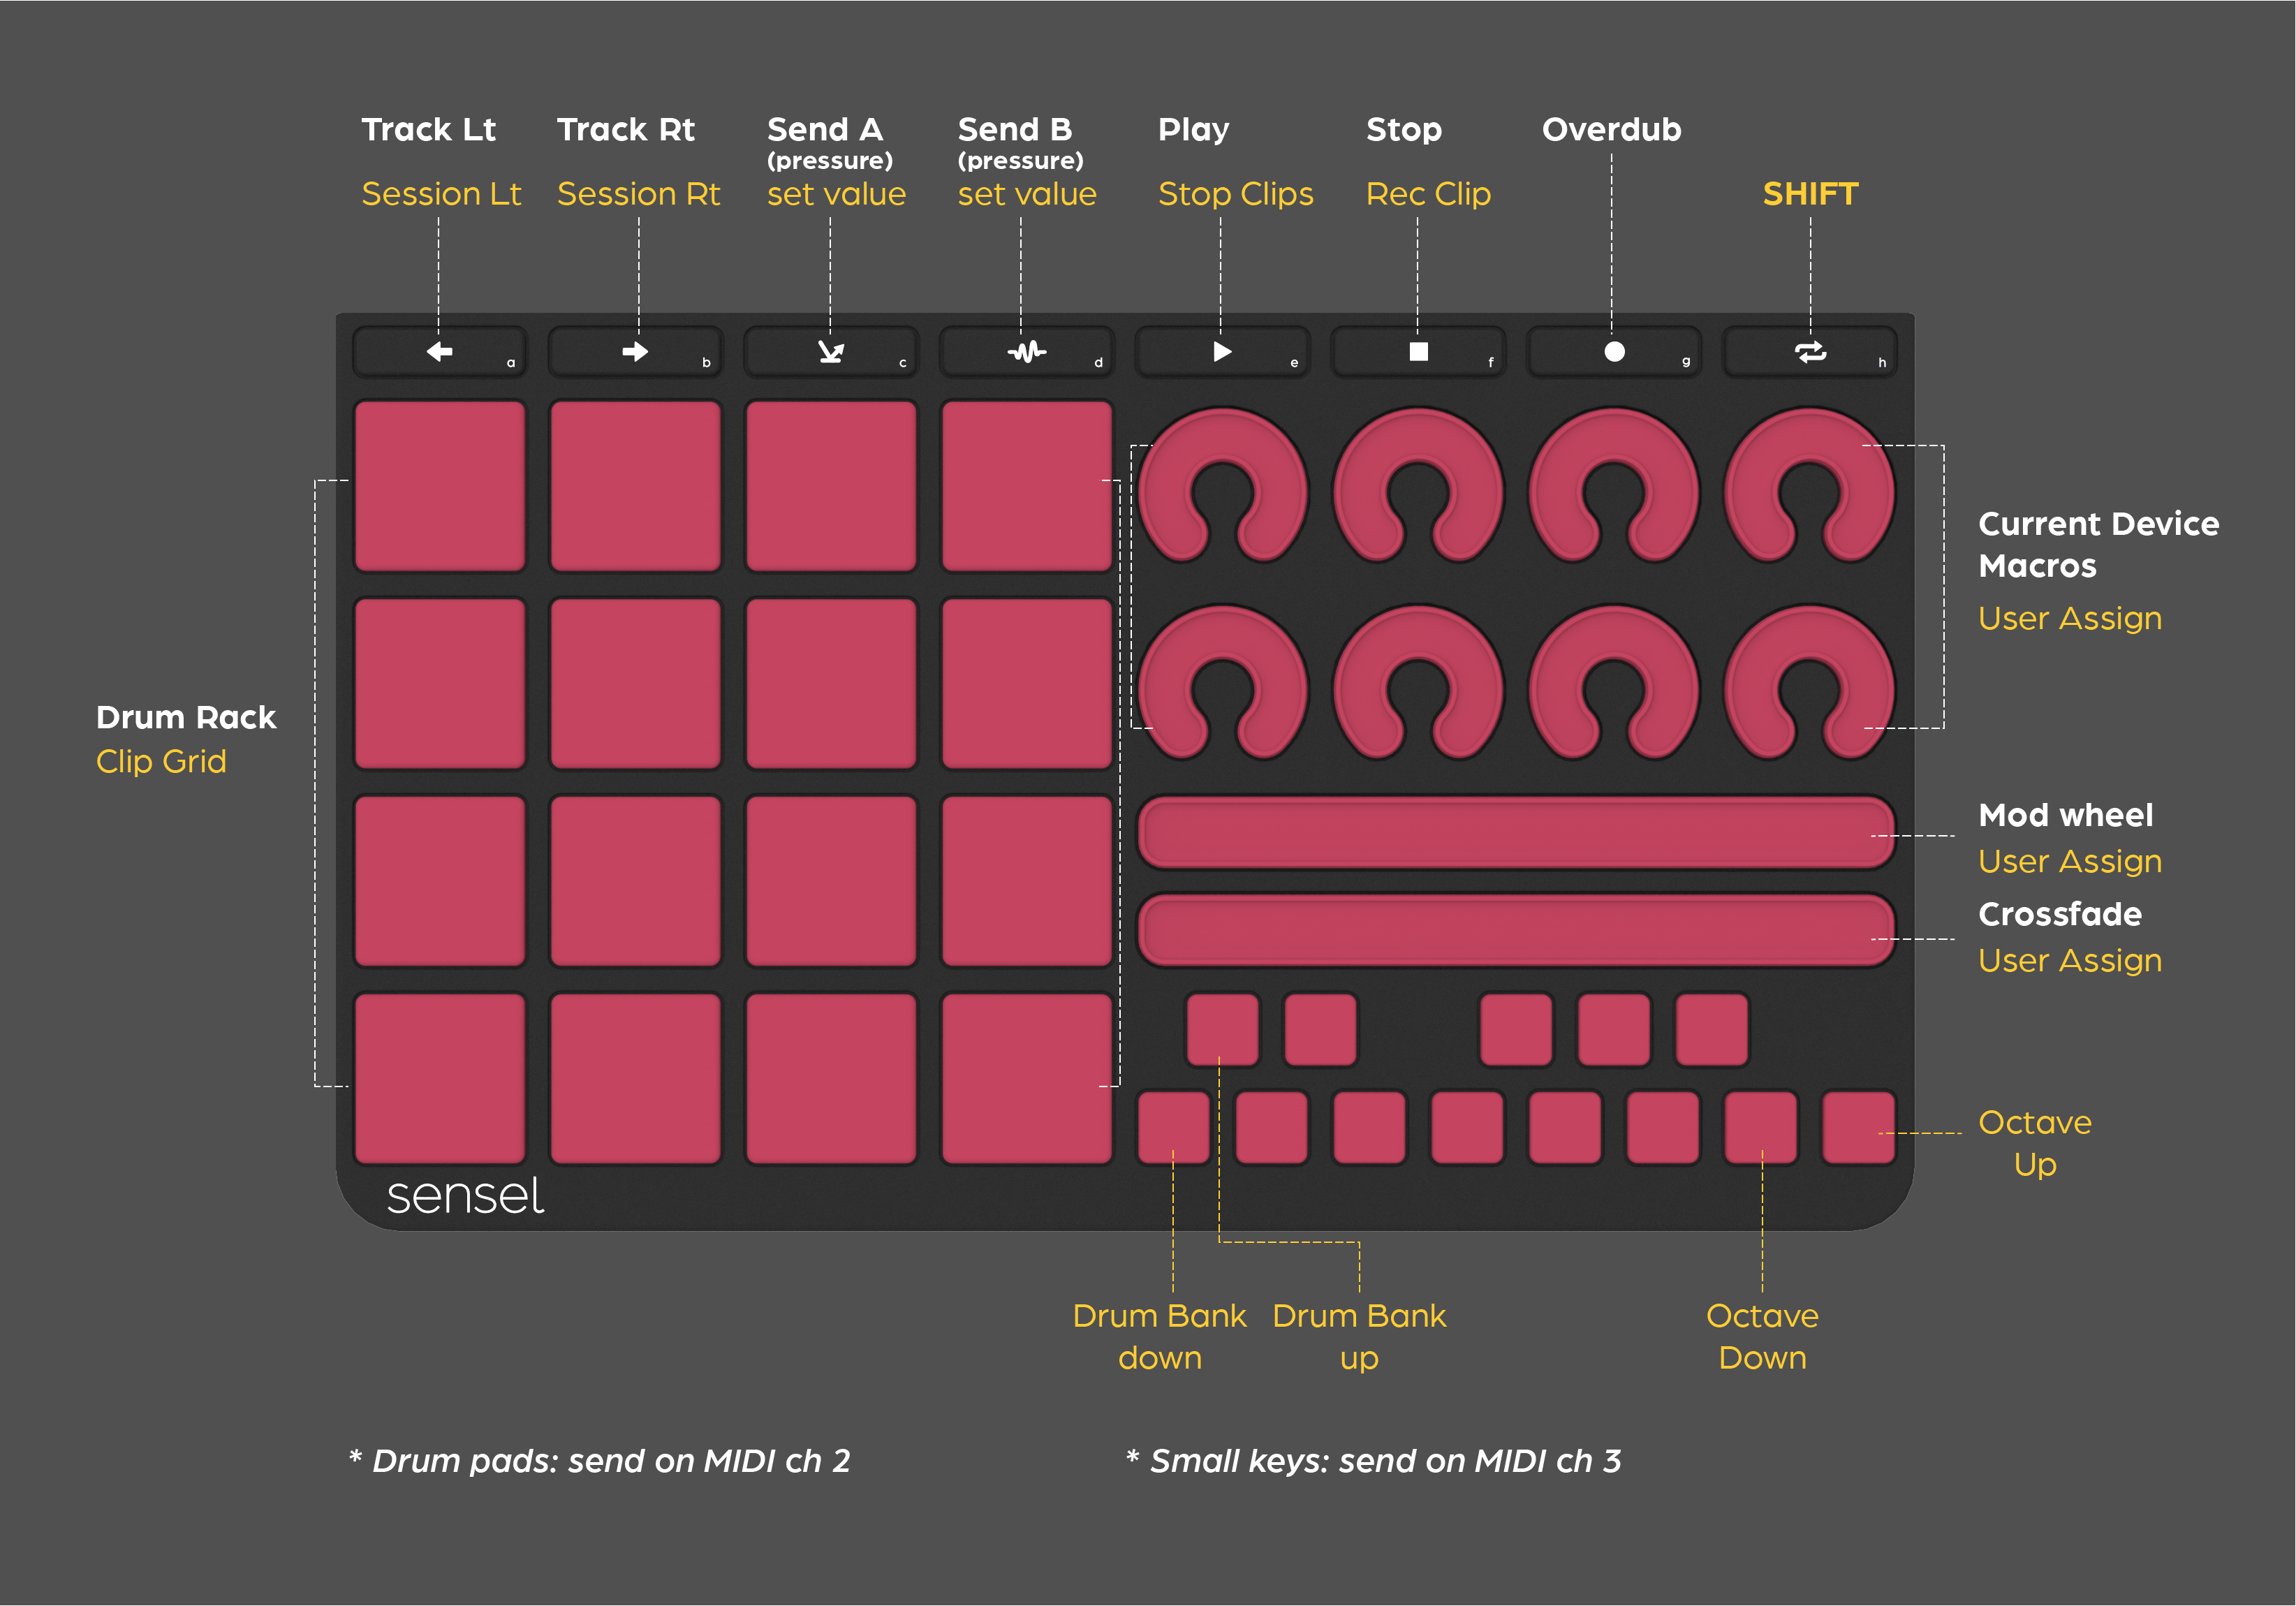 Track Lt
Session Lt
Track Rt
Session Rt
Send A
(pressure)
set value
Send B
(pressure)
set value
Play
Stop Clips
Stop
Rec Clip
Overdub
SHIFT
a
b
c
d
e
f
g
h
Drum Rack
Clip Grid
Current Device
Macros
User Assign
Mod wheel
User Assign
Crossfade
User Assign
Octave
Up
sensel
Drum Bank
down
Drum Bank
up
Octave
Down
* Drum pads: send on MIDI ch 2
* Small keys: send on MIDI ch 3